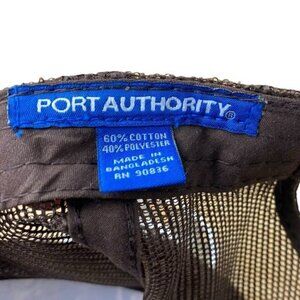 PORT AUTHORITY®
60% COTTON
40% POLYESTER
MADE IN
BANGLADESH
RN 90836